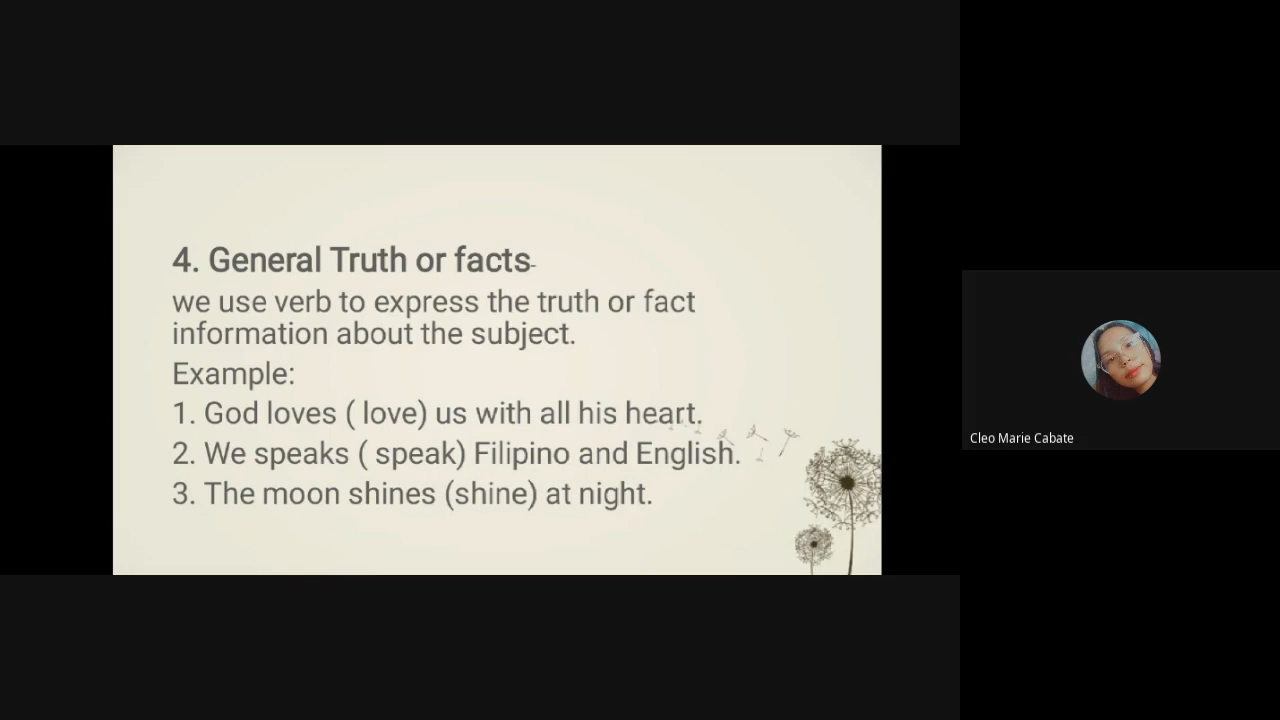 4. General Truth or facts-
we use verb to express the truth or fact
information about the subject.
Example:
1. God loves ( love) us with all his heart.
2. We speaks ( speak) Filipino and English.
3. The moon shines (shine) at night.
Cleo Marie Cabate